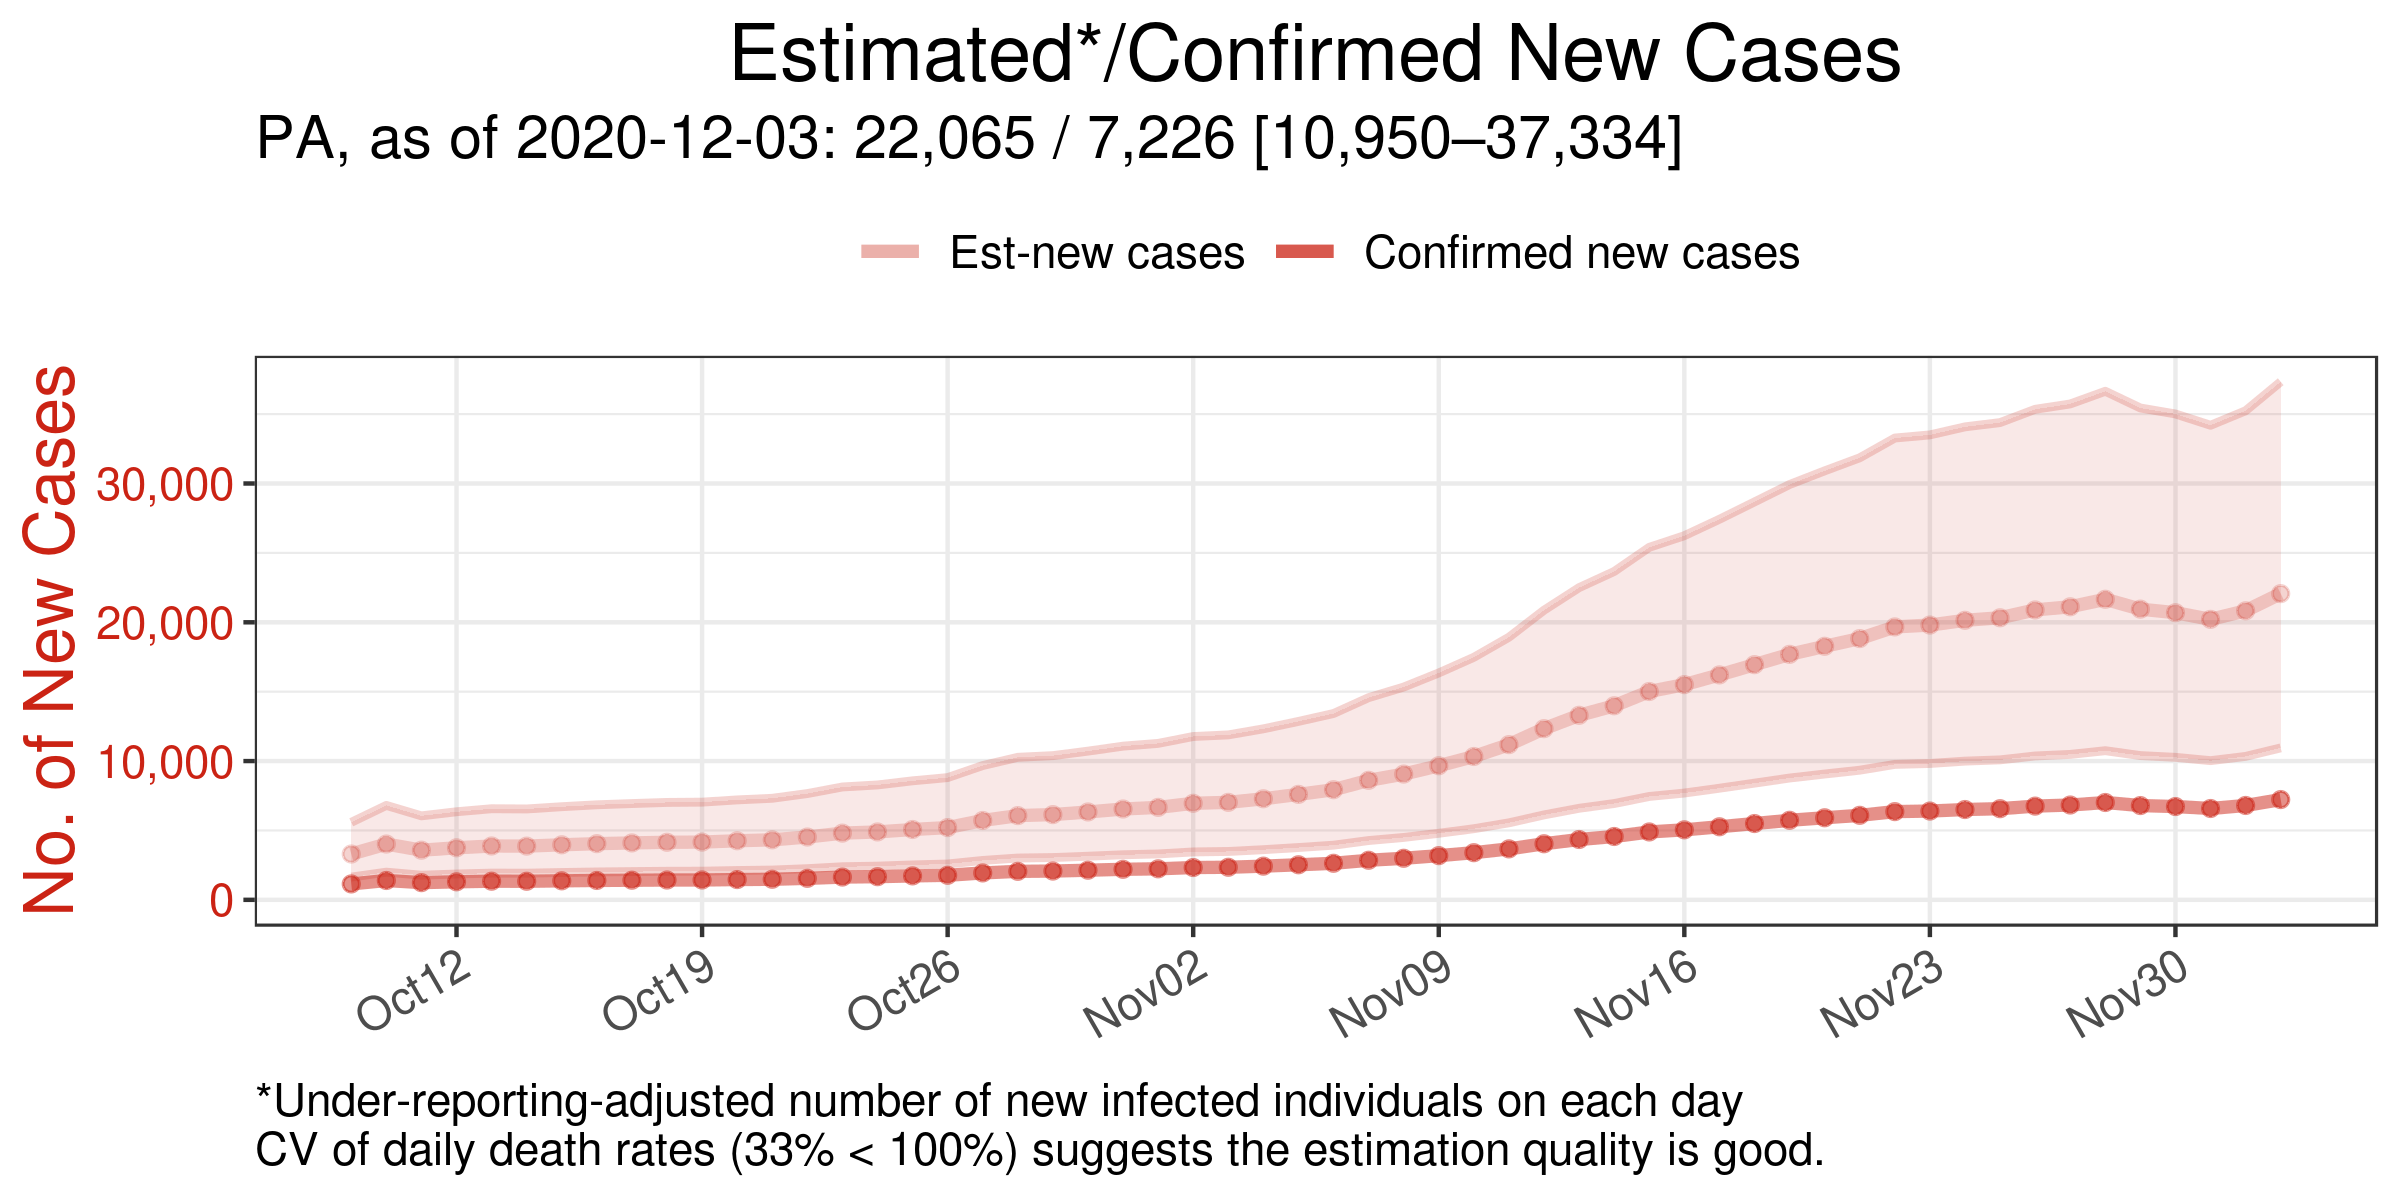 Estimated*/Confirmed New Cases
PA, as of 2020-12-03: 22,065 / 7,226 [10,950–37,334]
Est-new cases
Confirmed new cases
No. of New Cases
30,000
20,000
10,000
0
Oct12
Oct19
Oct26
Nov02
Nov09
Nov16
Nov23
Nov30
*Under-reporting-adjusted number of new infected individuals on each day
CV of daily death rates (33% < 100%) suggests the estimation quality is good.